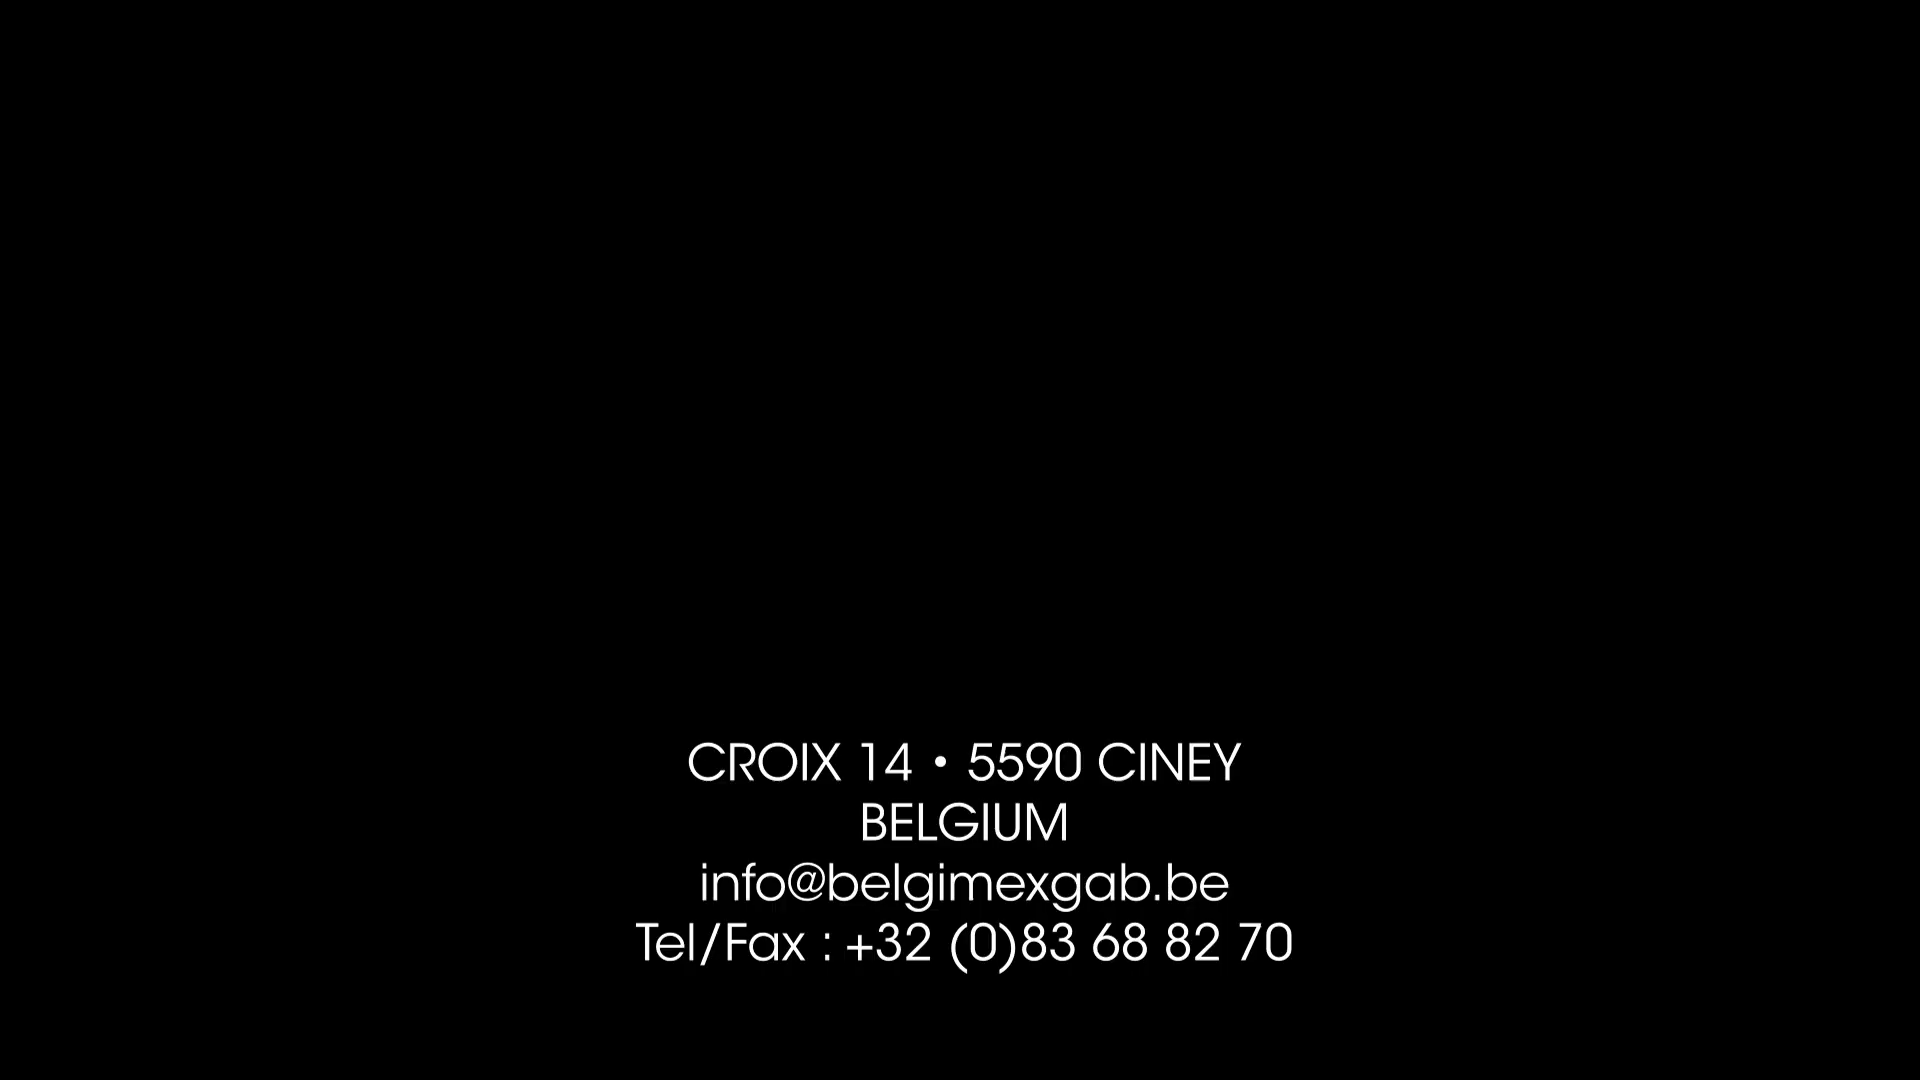 CROIX 14 • 5590 CINEY
BELGIUM
info@belgimexgab.be
Tel/Fax : +32 (0)83 68 82 70